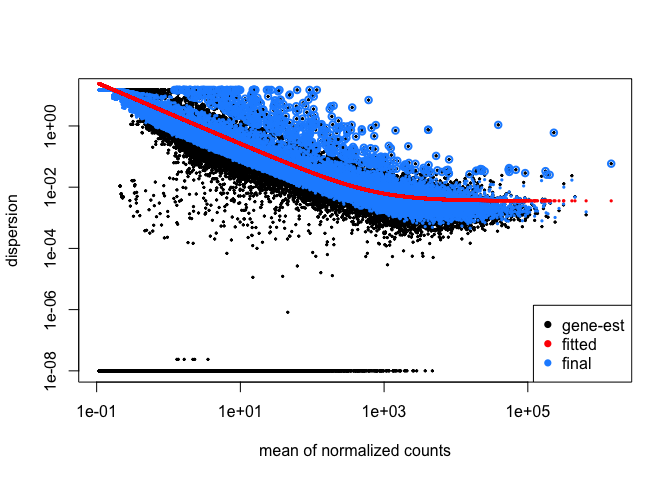 dispersion
1e+00
1e-02
1e-04
1e-06
1e-08
gene-est
fitted
final
1e-01
1e+01
1e+03
1e+05
mean of normalized counts